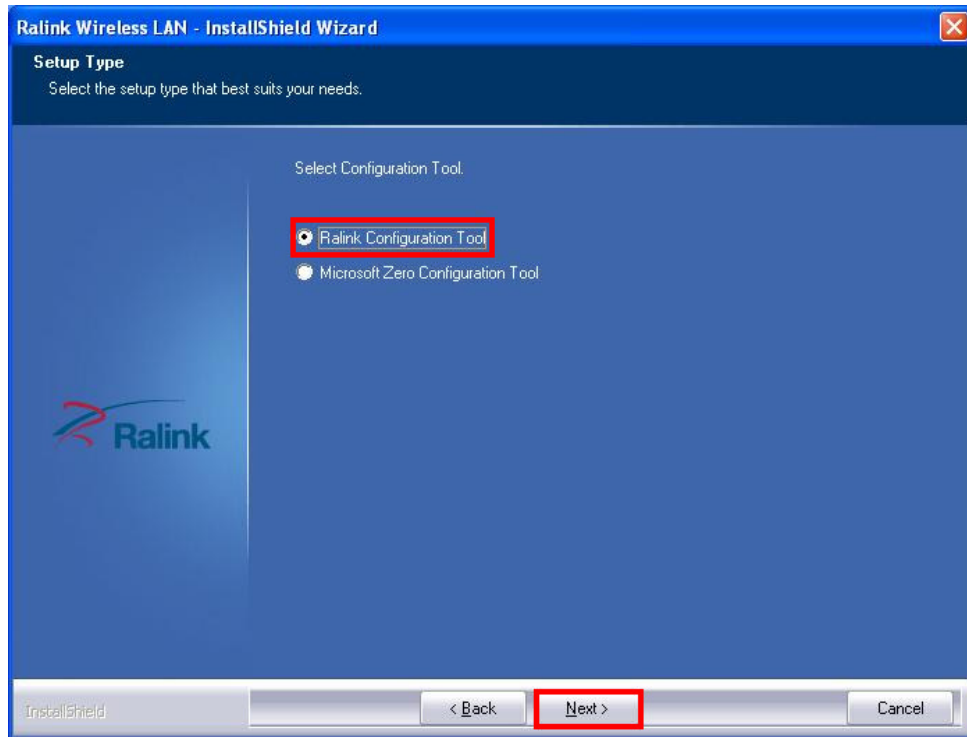 Ralink Wireless LAN - InstallShield Wizard
Setup Type
Select the setup type that best suits your needs.
Select Configuration Tool.
Ralink Configuration Tool
Microsoft Zero Configuration Tool
Ralink
InstallShield
< Back
Next >
Cancel